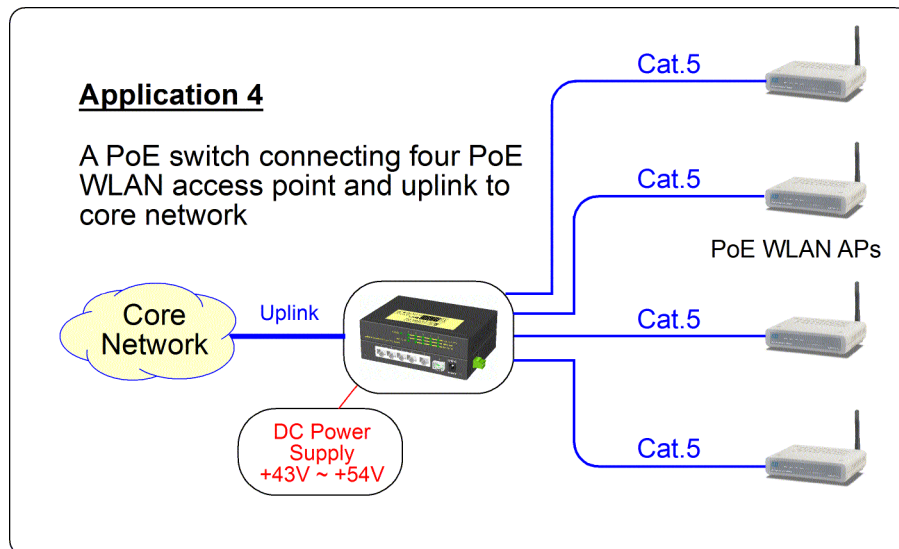 Application 4
A PoE switch connecting four PoE
WLAN access point and uplink to
core network
Cat.5
Cat.5
PoE WLAN APs
Core
Network
Uplink
Cat.5
DC Power
Supply
+43V ~ +54V
Cat.5